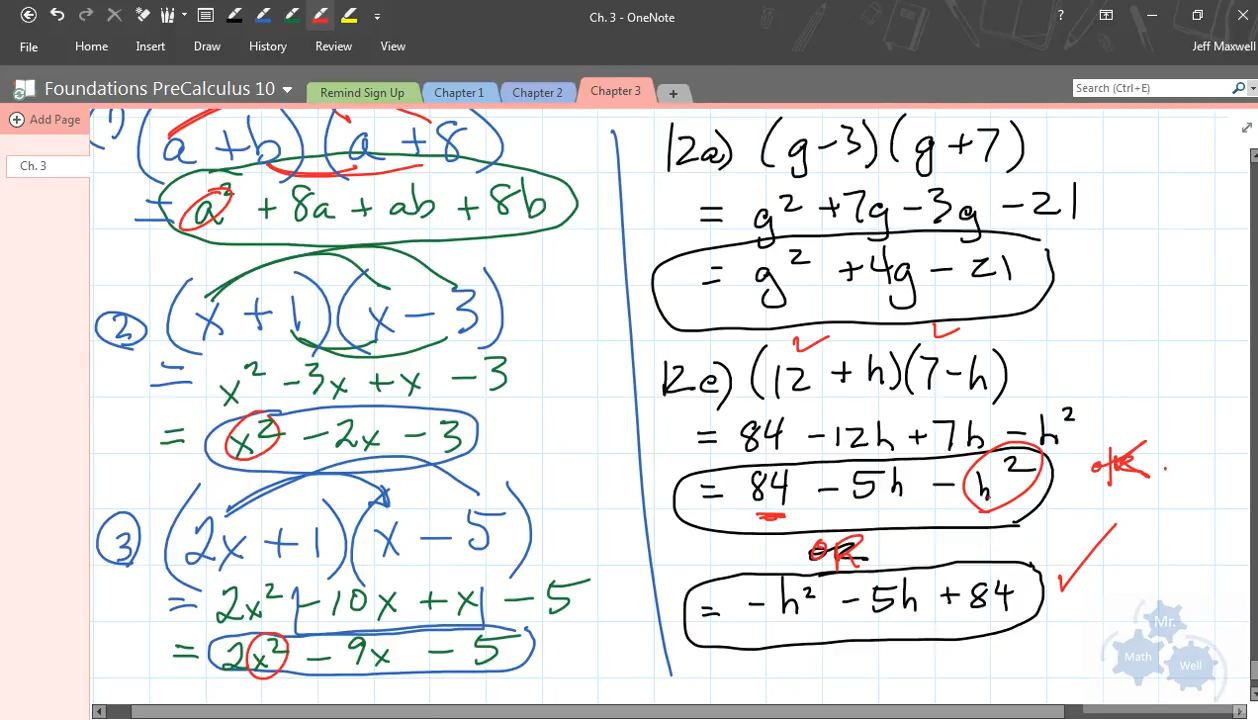 Ch. 3 - OneNote
?
File
Home
Insert
Draw
History
Review
View
Jeff Maxwell
Foundations PreCalculus 10
Remind Sign Up
Chapter 1
Chapter 2
Chapter 3
+
Search (Ctrl+E)
Add Page
Ch. 3
1) (a + b)(a + 8)
= a² + 8a + ab + 8b
② (x + 1)(x - 3)
= x² - 3x + x - 3
= x² - 2x - 3
③ (2x + 1)(x - 5)
= 2x² - 10x + x - 5
= 2x² - 9x - 5
12a) (g - 3)(g + 7)
= g² + 7g - 3g - 21
= g² + 4g - 21
12e) (12 + h)(7 - h)
= 84 - 12h + 7h - h²
= 84 - 5h - h²
OR
= - h² - 5h + 84
Mr.
Math
Well